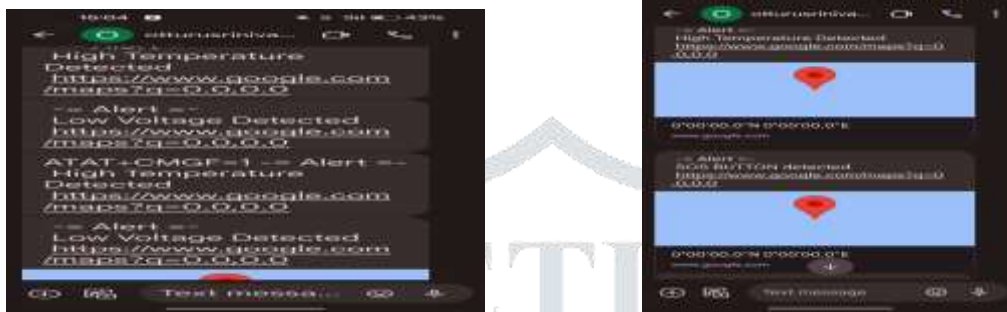 16:04
otturusriniva...
High Temperature
Detected
https://www.google.com
/maps?q=0.0,0.0
-= Alert =-
Low Voltage Detected
https://www.google.com
/maps?q=0.0,0.0
ATAT+CMGF=1 -= Alert =-
High Temperature
Detected
https://www.google.com
/maps?q=0.0,0.0
-= Alert =-
Low Voltage Detected
https://www.google.com
/maps?q=0.0,0.0
Text messa...
otturusriniva...
-= Alert =-
High Temperature Detected
https://www.google.com/maps?q=0
.0,0.0
0°00'00.0"N 0°00'00.0"E
www.google.com
-= Alert =-
SOS BUTTON detected
https://www.google.com/maps?q=0
.0,0.0
0°00'00.0"N 0°00'00.0"E
www.google.com
Text message